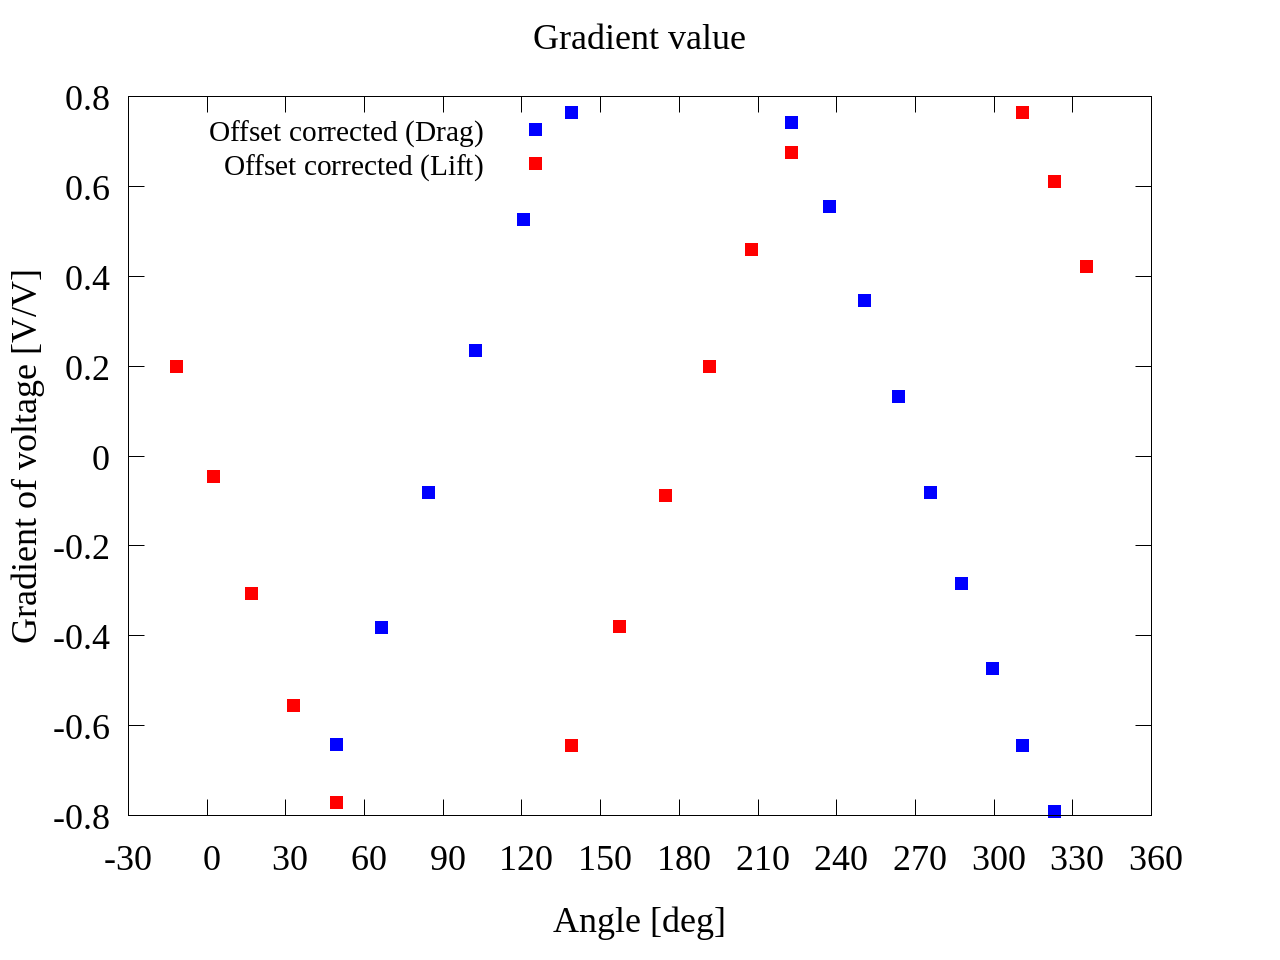 Gradient value
Offset corrected (Drag)
Offset corrected (Lift)
0.8
0.6
0.4
0.2
0
-0.2
-0.4
-0.6
-0.8
Gradient of voltage [V/V]
-30 0 30 60 90 120 150 180 210 240 270 300 330 360
Angle [deg]